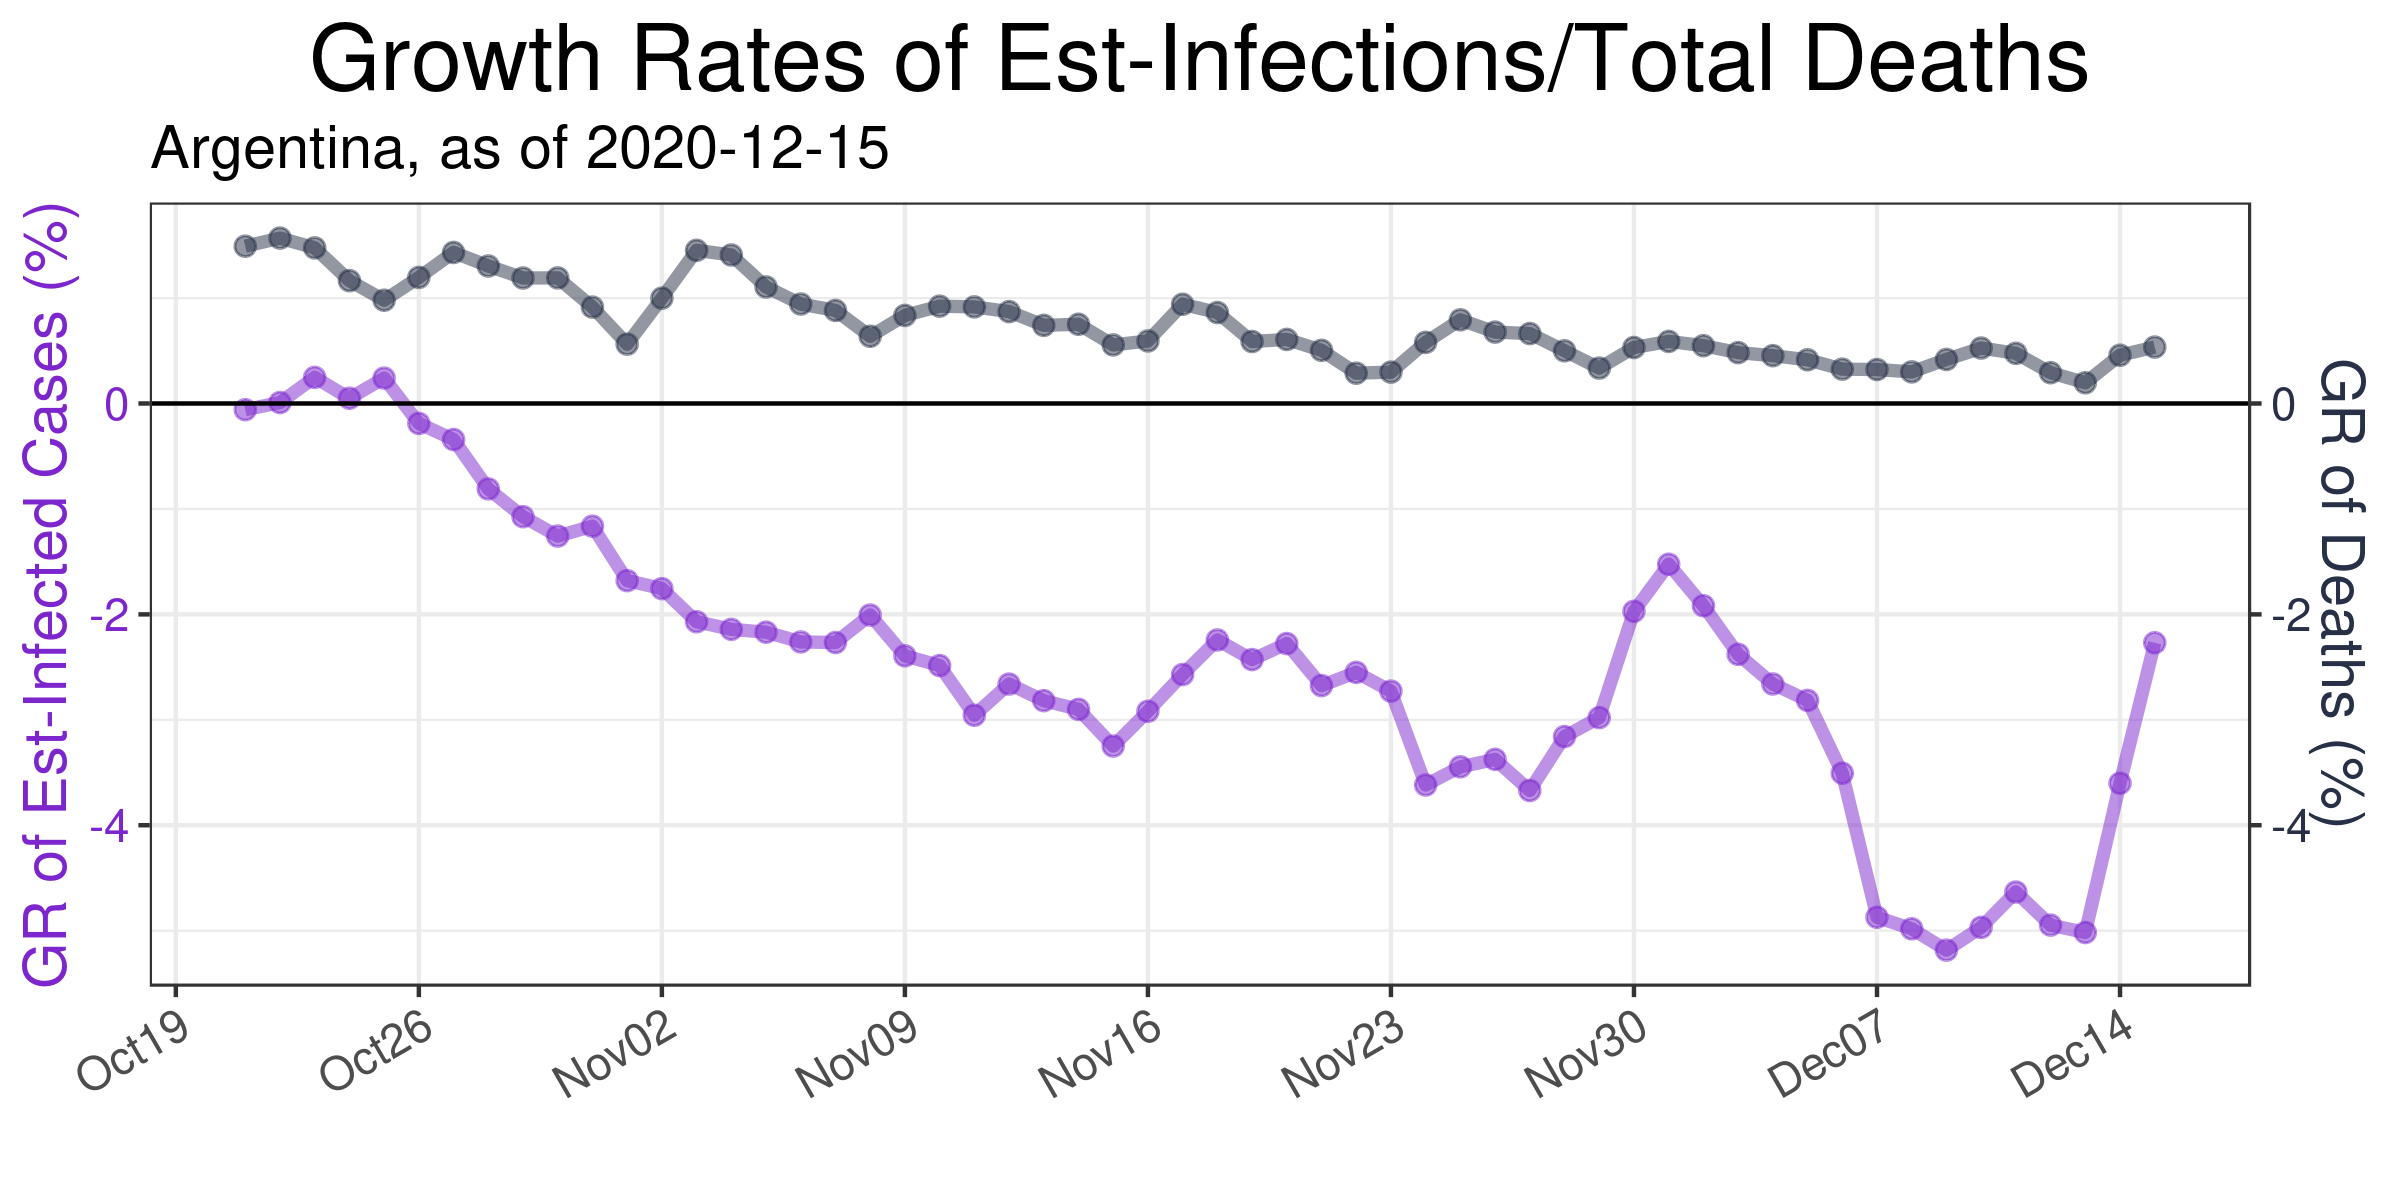 Growth Rates of Est-Infections/Total Deaths
Argentina, as of 2020-12-15
GR of Est-Infected Cases (%)
0
-2
-4
0
-2
-4
GR of Deaths (%)
Oct19
Oct26
Nov02
Nov09
Nov16
Nov23
Nov30
Dec07
Dec14